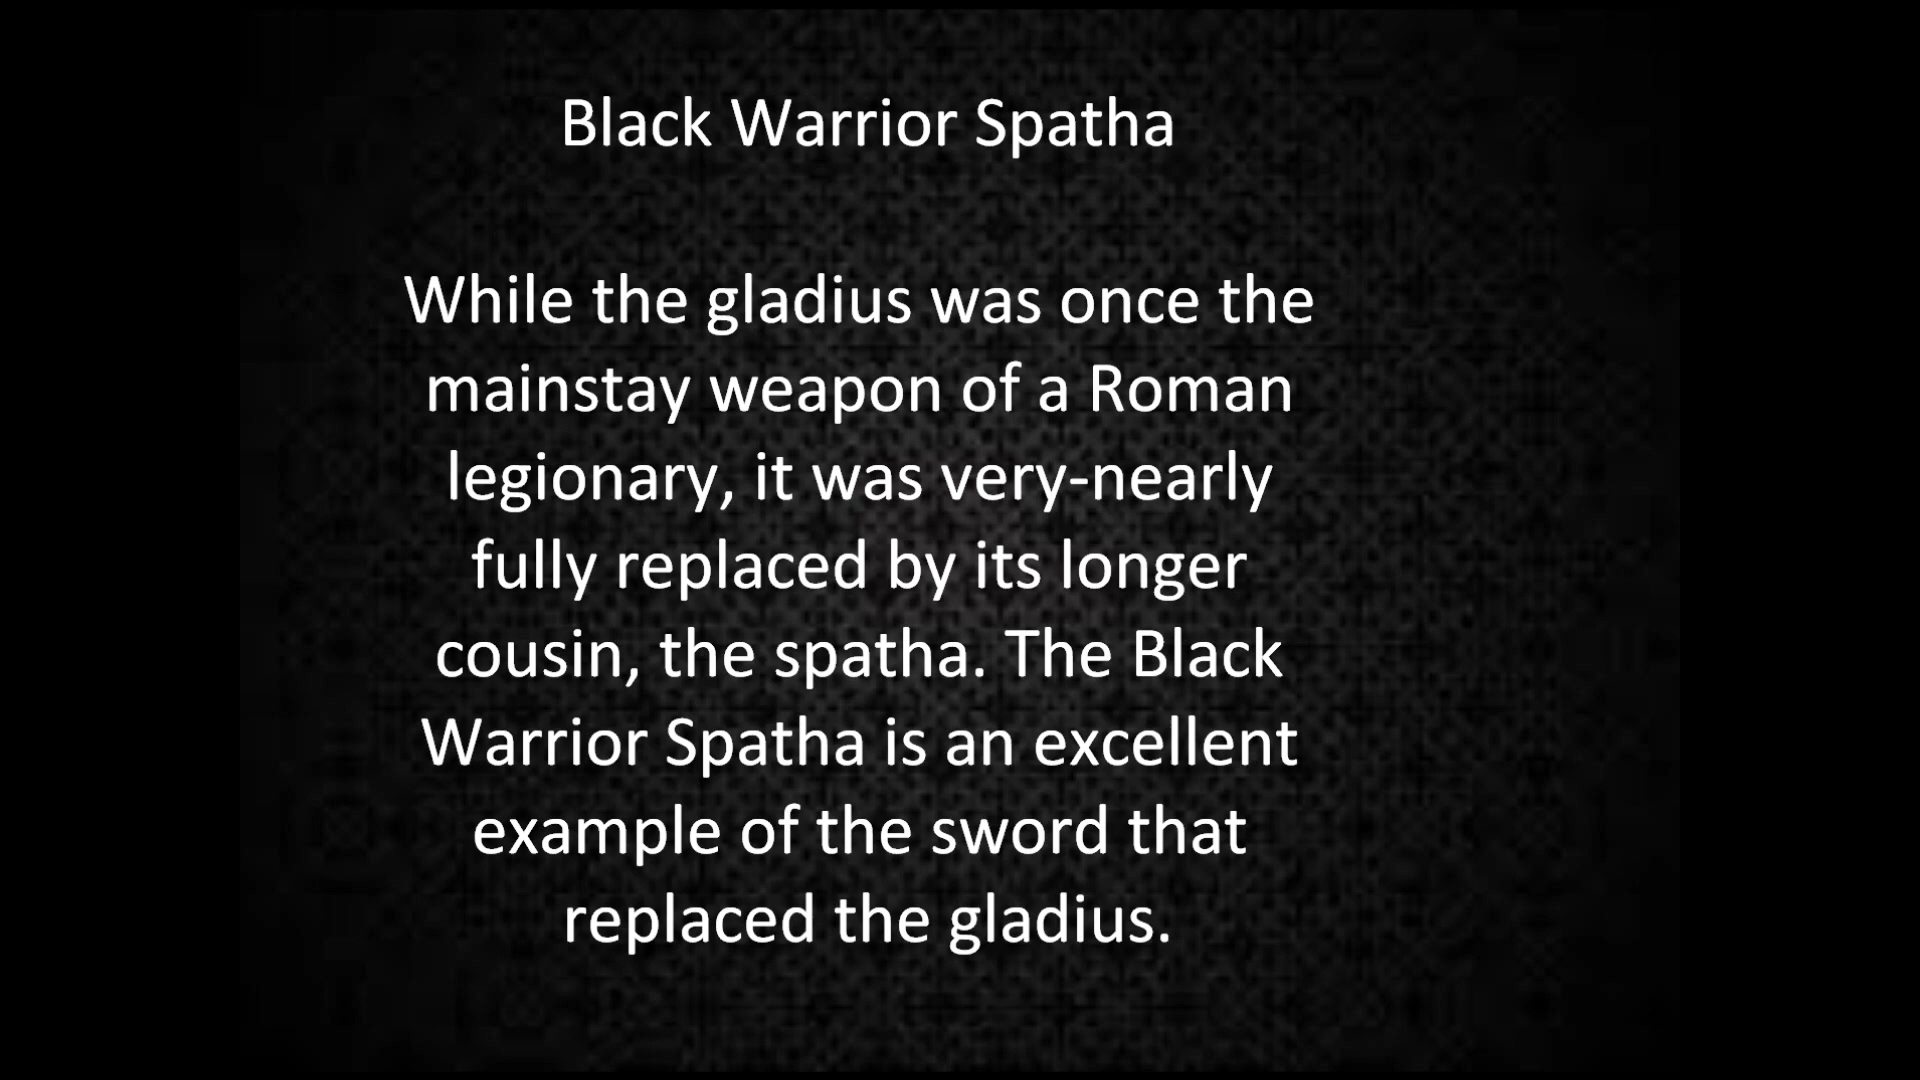 Black Warrior Spatha
While the gladius was once the
mainstay weapon of a Roman
legionary, it was very-nearly
fully replaced by its longer
cousin, the spatha. The Black
Warrior Spatha is an excellent
example of the sword that
replaced the gladius.